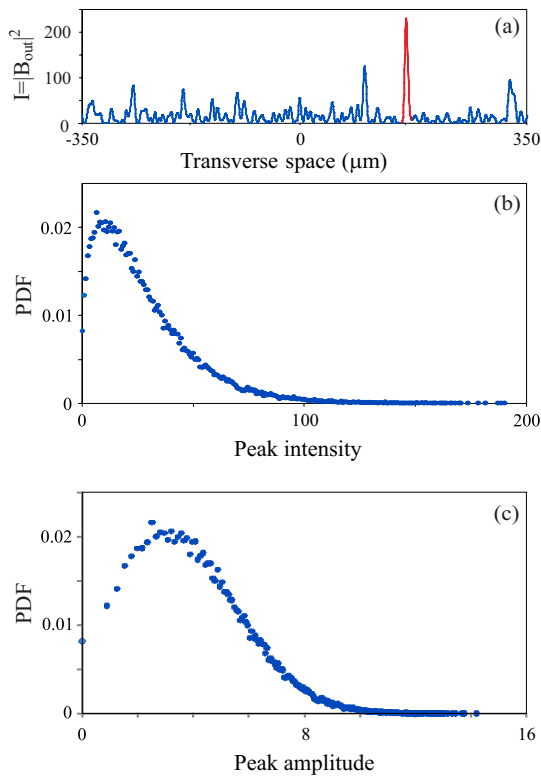 (a)
I=|B_out|^2
200
100
0
-350 0 350
Transverse space (μm)
(b)
PDF
0.02
0.01
0
0 100 200
Peak intensity
(c)
PDF
0.02
0.01
0
0 8 16
Peak amplitude